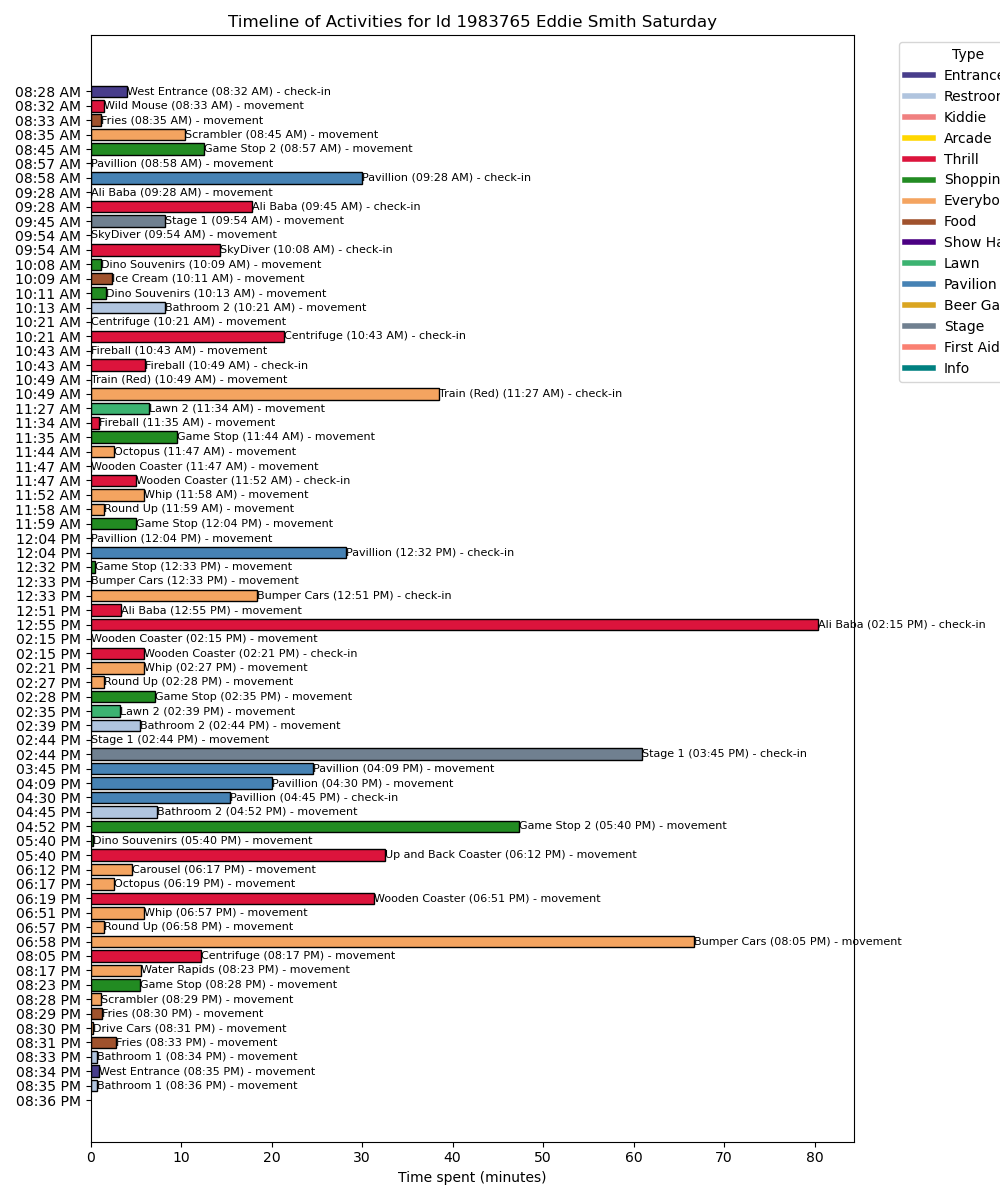 Timeline of Activities for Id 1983765 Eddie Smith Saturday
08:28 AM West Entrance (08:32 AM) - check-in
08:32 AM Wild Mouse (08:33 AM) - movement
08:33 AM Fries (08:35 AM) - movement
08:35 AM Scrambler (08:45 AM) - movement
08:45 AM Game Stop 2 (08:57 AM) - movement
08:57 AM Pavillion (08:58 AM) - movement
08:58 AM Pavillion (09:28 AM) - check-in
09:28 AM Ali Baba (09:28 AM) - movement
09:28 AM Ali Baba (09:45 AM) - check-in
09:45 AM Stage 1 (09:54 AM) - movement
09:54 AM SkyDiver (09:54 AM) - movement
09:54 AM SkyDiver (10:08 AM) - check-in
10:08 AM Dino Souvenirs (10:09 AM) - movement
10:09 AM Ice Cream (10:11 AM) - movement
10:11 AM Dino Souvenirs (10:13 AM) - movement
10:13 AM Bathroom 2 (10:21 AM) - movement
10:21 AM Centrifuge (10:21 AM) - movement
10:21 AM Centrifuge (10:43 AM) - check-in
10:43 AM Fireball (10:43 AM) - movement
10:43 AM Fireball (10:49 AM) - check-in
10:49 AM Train (Red) (10:49 AM) - movement
10:49 AM Train (Red) (11:27 AM) - check-in
11:27 AM Lawn 2 (11:34 AM) - movement
11:34 AM Fireball (11:35 AM) - movement
11:35 AM Game Stop (11:44 AM) - movement
11:44 AM Octopus (11:47 AM) - movement
11:47 AM Wooden Coaster (11:47 AM) - movement
11:47 AM Wooden Coaster (11:52 AM) - check-in
11:52 AM Whip (11:58 AM) - movement
11:58 AM Round Up (11:59 AM) - movement
11:59 AM Game Stop (12:04 PM) - movement
12:04 PM Pavillion (12:04 PM) - movement
12:04 PM Pavillion (12:32 PM) - check-in
12:32 PM Game Stop (12:33 PM) - movement
12:33 PM Bumper Cars (12:33 PM) - movement
12:33 PM Bumper Cars (12:51 PM) - check-in
12:51 PM Ali Baba (12:55 PM) - movement
12:55 PM Ali Baba (02:15 PM) - check-in
02:15 PM Wooden Coaster (02:15 PM) - movement
02:15 PM Wooden Coaster (02:21 PM) - check-in
02:21 PM Whip (02:27 PM) - movement
02:27 PM Round Up (02:28 PM) - movement
02:28 PM Game Stop (02:35 PM) - movement
02:35 PM Lawn 2 (02:39 PM) - movement
02:39 PM Bathroom 2 (02:44 PM) - movement
02:44 PM Stage 1 (02:44 PM) - movement
02:44 PM Stage 1 (03:45 PM) - check-in
03:45 PM Pavillion (04:09 PM) - movement
04:09 PM Pavillion (04:30 PM) - movement
04:30 PM Pavillion (04:45 PM) - check-in
04:45 PM Bathroom 2 (04:52 PM) - movement
04:52 PM Game Stop 2 (05:40 PM) - movement
05:40 PM Dino Souvenirs (05:40 PM) - movement
05:40 PM Up and Back Coaster (06:12 PM) - movement
06:12 PM Carousel (06:17 PM) - movement
06:17 PM Octopus (06:19 PM) - movement
06:19 PM Wooden Coaster (06:51 PM) - movement
06:51 PM Whip (06:57 PM) - movement
06:57 PM Round Up (06:58 PM) - movement
06:58 PM Bumper Cars (08:05 PM) - movement
08:05 PM Centrifuge (08:17 PM) - movement
08:17 PM Water Rapids (08:23 PM) - movement
08:23 PM Game Stop (08:28 PM) - movement
08:28 PM Scrambler (08:29 PM) - movement
08:29 PM Fries (08:30 PM) - movement
08:30 PM Drive Cars (08:31 PM) - movement
08:31 PM Fries (08:33 PM) - movement
08:33 PM Bathroom 1 (08:34 PM) - movement
08:34 PM West Entrance (08:35 PM) - movement
08:35 PM Bathroom 1 (08:36 PM) - movement
08:36 PM
0 10 20 30 40 50 60 70 80
Time spent (minutes)
Type
Entrance
Restroom
Kiddie
Arcade
Thrill
Shoppin
Everybo
Food
Show Ha
Lawn
Pavilion
Beer Ga
Stage
First Aid
Info